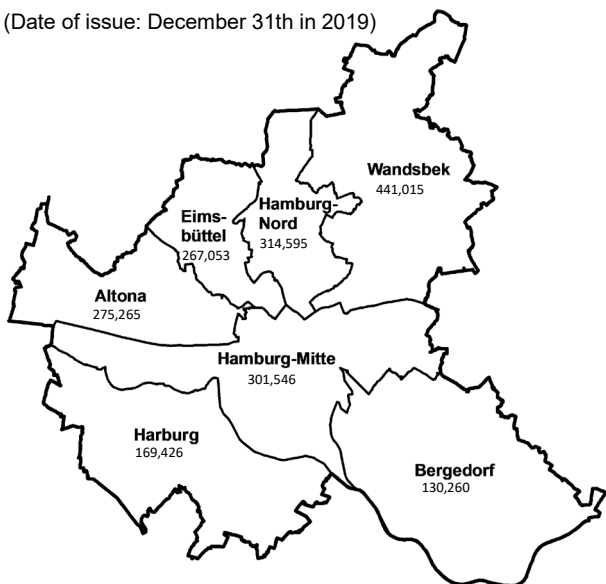 (Date of issue: December 31th in 2019)
Wandsbek
441,015
Hamburg-
Nord
314,595
Eims-
büttel
267,053
Altona
275,265
Hamburg-Mitte
301,546
Harburg
169,426
Bergedorf
130,260